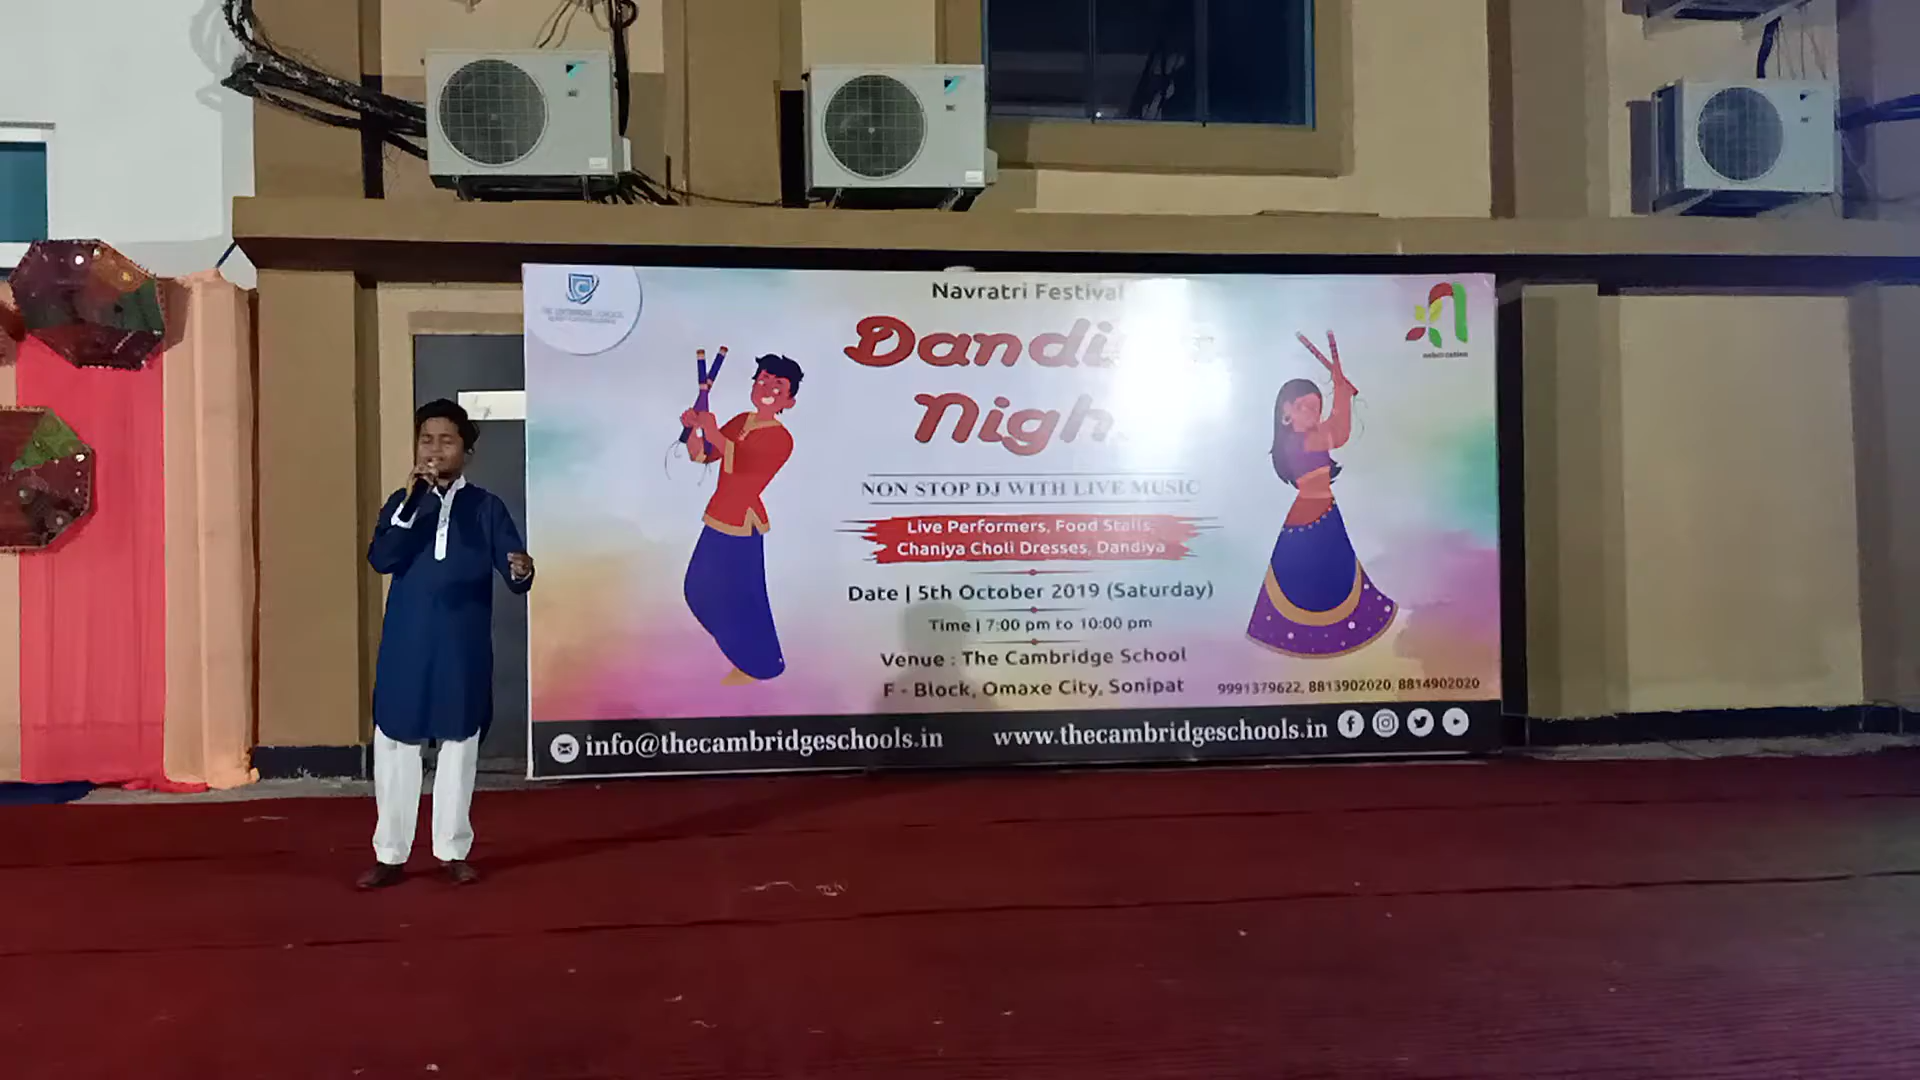 Navratri Festival
Dandi
Nigh
NON STOP DJ WITH LIVE MUSIC
Live Performers, Food Stalls,
Chaniya Choli Dresses, Dandiya
Date | 5th October 2019 (Saturday)
Time | 7:00 pm to 10:00 pm
Venue : The Cambridge School
F - Block, Omaxe City, Sonipat
9991379622, 8813902020, 8814902020
info@thecambridgeschools.in
www.thecambridgeschools.in